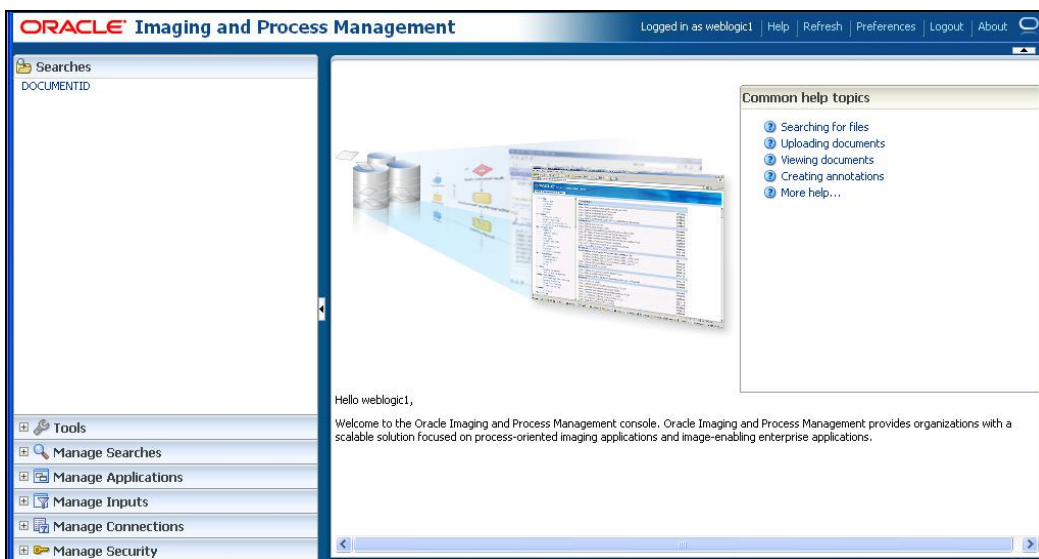 ORACLE Imaging and Process Management
Logged in as weblogic1 | Help | Refresh | Preferences | Logout | About
Searches
DOCUMENTID
Tools
Manage Searches
Manage Applications
Manage Inputs
Manage Connections
Manage Security
Common help topics
Searching for files
Uploading documents
Viewing documents
Creating annotations
More help...
Hello weblogic1,
Welcome to the Oracle Imaging and Process Management console. Oracle Imaging and Process Management provides organizations with a
scalable solution focused on process-oriented imaging applications and image-enabling enterprise applications.